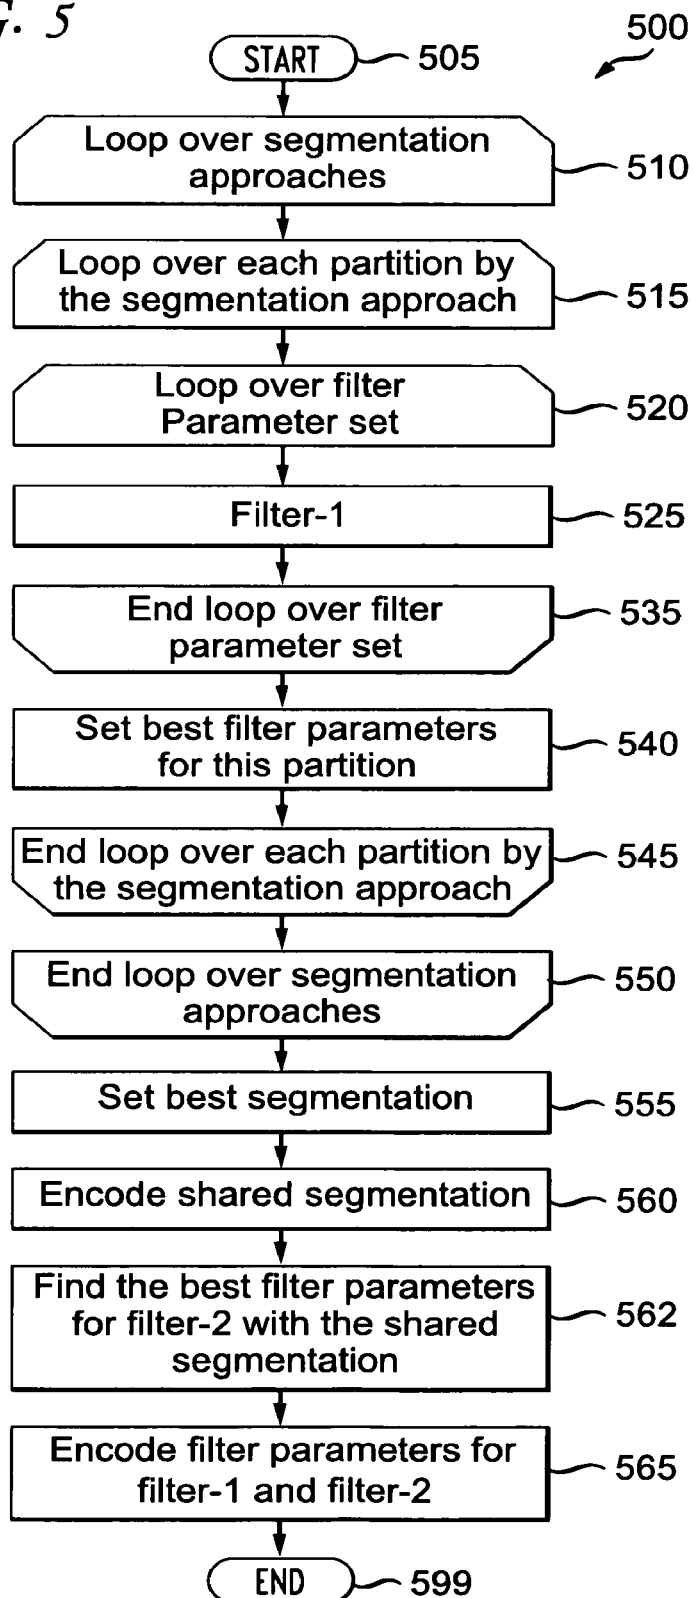 G. 5
500
START 505
Loop over segmentation
approaches
510
Loop over each partition by
the segmentation approach
515
Loop over filter
Parameter set
520
Filter-1
525
End loop over filter
parameter set
535
Set best filter parameters
for this partition
540
End loop over each partition by
the segmentation approach
545
End loop over segmentation
approaches
550
Set best segmentation
555
Encode shared segmentation
560
Find the best filter parameters
for filter-2 with the shared
segmentation
562
Encode filter parameters for
filter-1 and filter-2
565
END 599